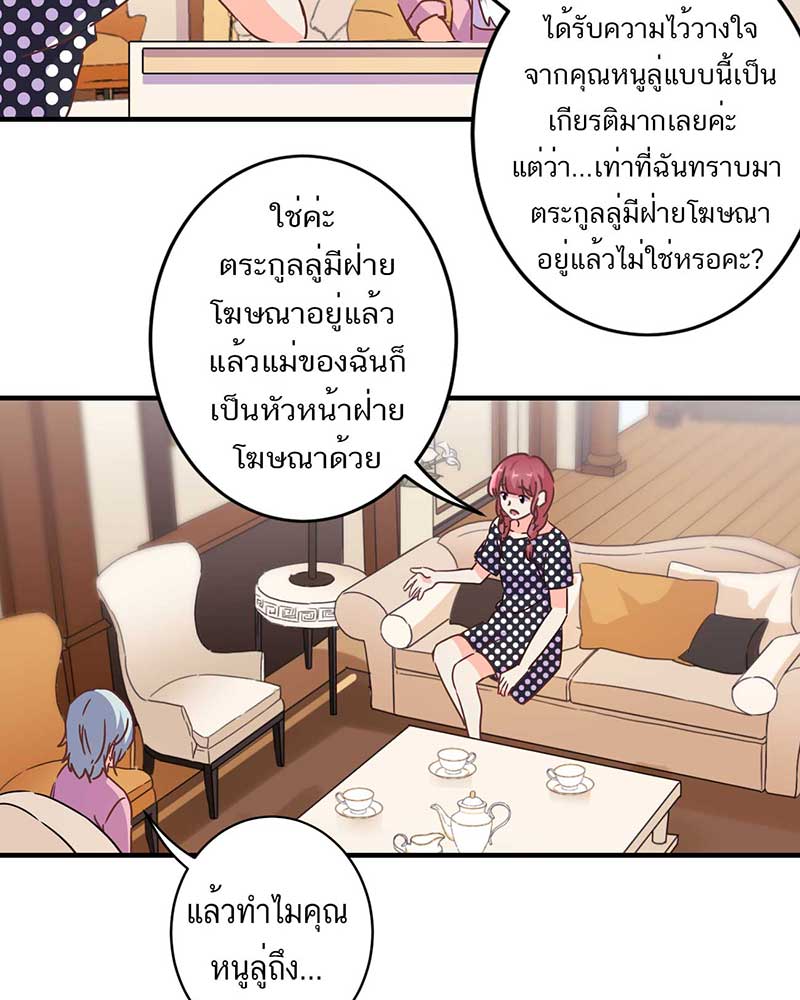 ได้รับความไว้วางใจ
จากคุณหนูลู่แบบนี้เป็น
เกียรติมากเลยค่ะ
แต่ว่า...เท่าที่ฉันทราบมา
ตระกูลลู่มีฝ่ายโฆษณา
อยู่แล้วไม่ใช่หรอคะ?
ใช่ค่ะ
ตระกูลลู่มีฝ่าย
โฆษณาอยู่แล้ว
แล้วแม่ของฉันก็
เป็นหัวหน้าฝ่าย
โฆษณาด้วย
แล้วทำไมคุณ
หนูลู่ถึง...